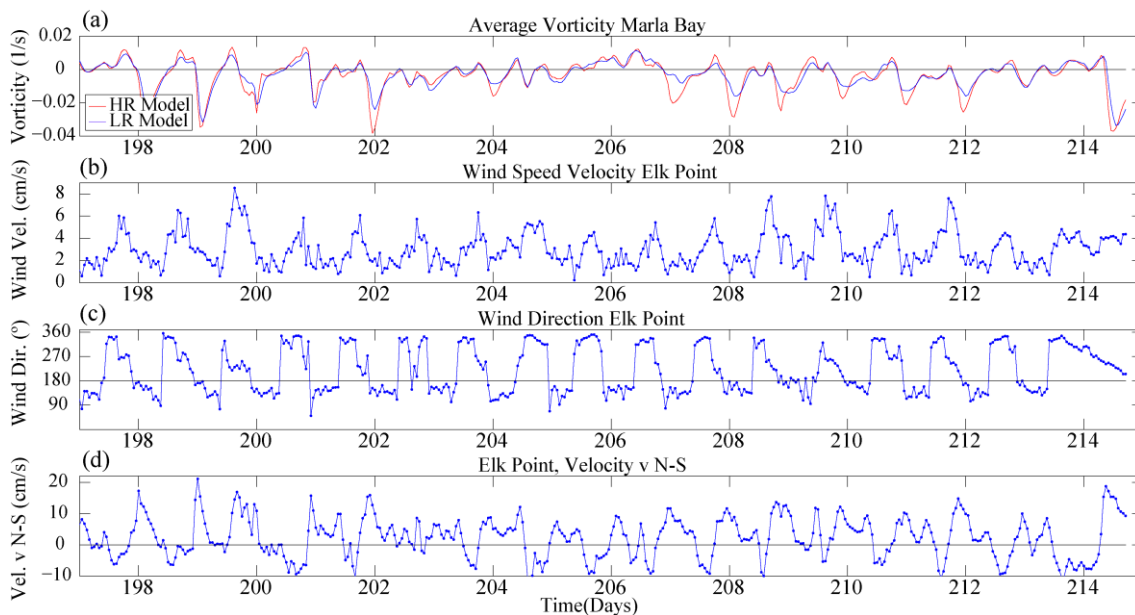 (a)
Average Vorticity Marla Bay
Vorticity (1/s)
0.02
0
−0.02
−0.04
HR Model
LR Model
198 200 202 204 206 208 210 212 214
(b)
Wind Speed Velocity Elk Point
Wind Vel. (cm/s)
8
6
4
2
0
198 200 202 204 206 208 210 212 214
(c)
Wind Direction Elk Point
Wind Dir. (º)
360
270
180
90
198 200 202 204 206 208 210 212 214
(d)
Elk Point, Velocity v N-S
Vel. v N-S (cm/s)
20
10
0
−10
198 200 202 204 206 208 210 212 214
Time(Days)